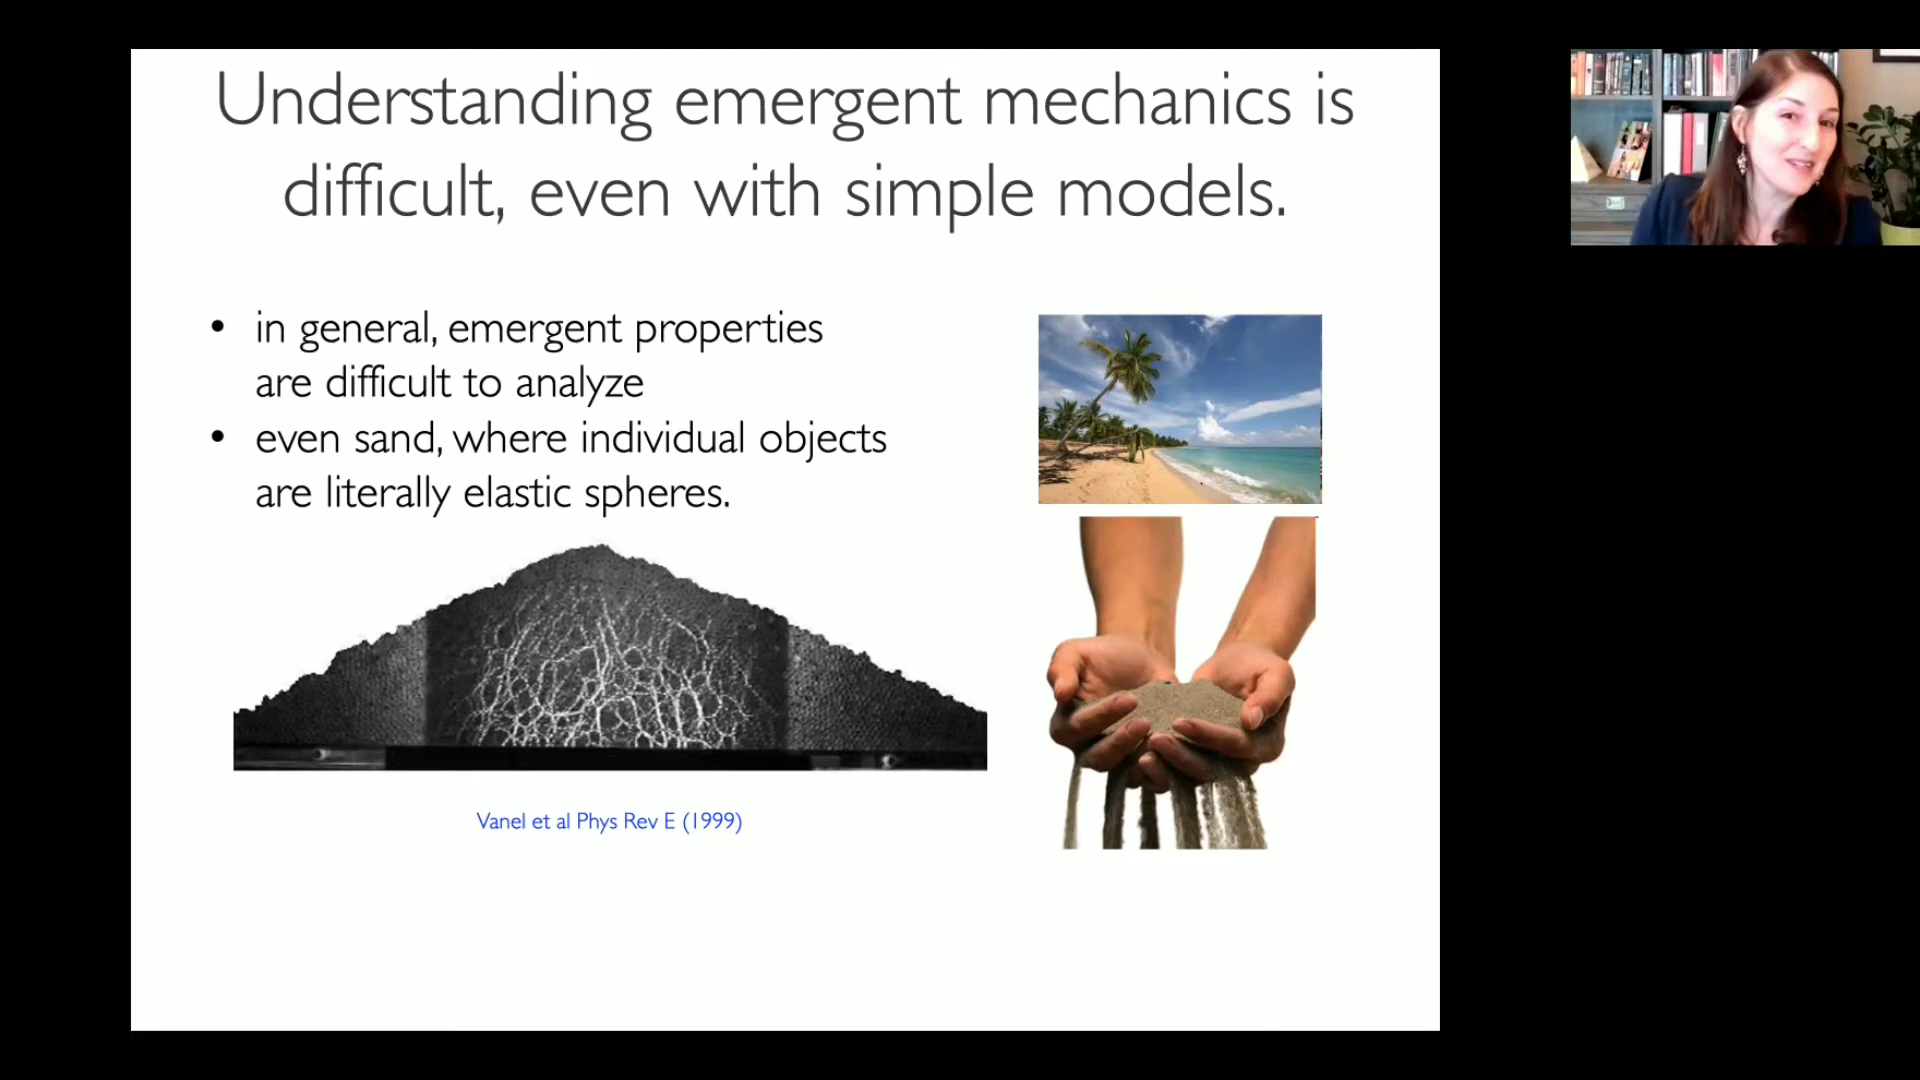 Understanding emergent mechanics is
difficult, even with simple models.
• in general, emergent properties
are difficult to analyze
• even sand, where individual objects
are literally elastic spheres.
Vanel et al Phys Rev E (1999)